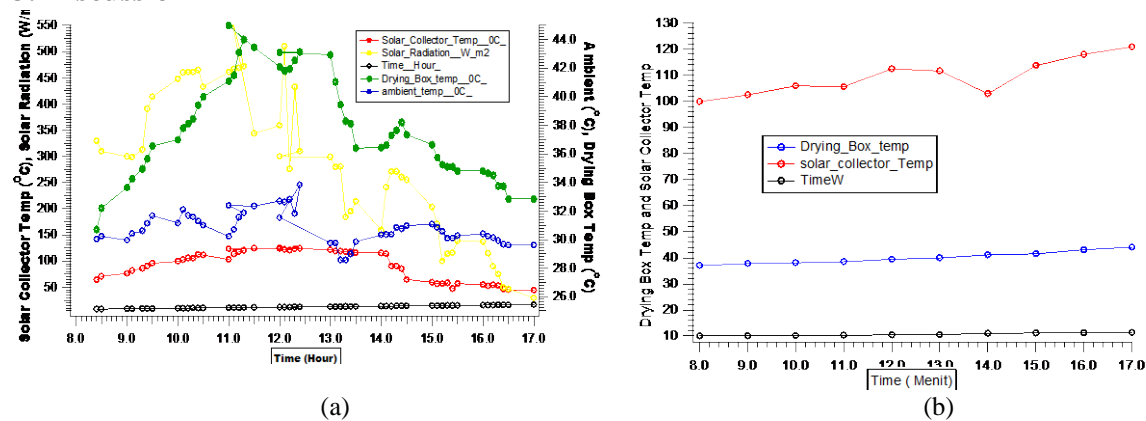 Solar Collector Temp (°C), Solar Radiation (W/m
550
500
450
400
350
300
250
200
150
100
50
Solar_Collector_Temp__0C_
Solar_Radiation__W_m2
Time__Hour_
Drying_Box_temp__0C_
ambient_temp__0C_
44.0
42.0
40.0
38.0
36.0
34.0
32.0
30.0
28.0
26.0
Ambient (°C), Drying Box Temp (°C)
8.0 9.0 10.0 11.0 12.0 13.0 14.0 15.0 16.0 17.0
Time (Hour)
(a)
Drying Box Temp and Solar Collector Temp
130
120
110
100
90
80
70
60
50
40
30
20
10
Drying_Box_temp
solar_collector_Temp
TimeW
8.0 9.0 10.0 11.0 12.0 13.0 14.0 15.0 16.0 17.0
Time ( Menit)
(b)